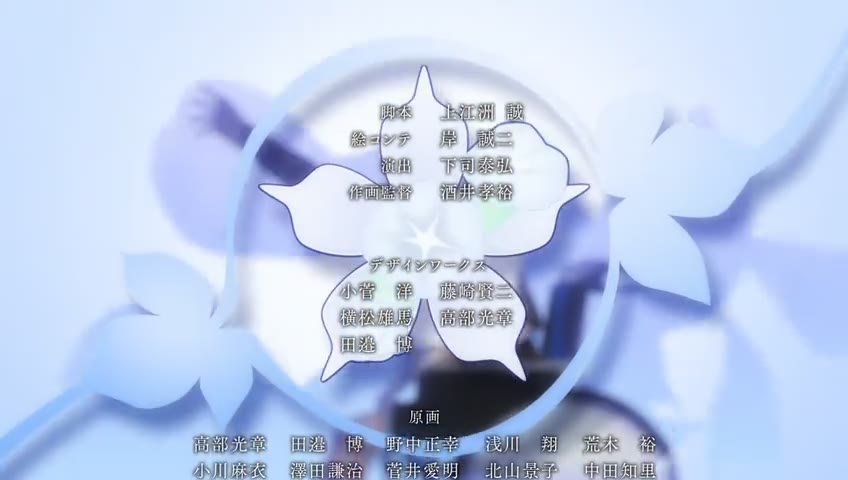 脚本 上江洲 誠
絵コンテ 岸 誠二
演出 下司泰弘
作画監督 酒井孝裕
デザインワークス
小菅 洋 藤崎賢二
横松雄馬 高部光章
田邉 博
原画
高部光章 田邉 博 野中正幸 浅川 翔 荒木 裕
小川麻衣 澤田謙治 菅井愛明 北山景子 中田知里